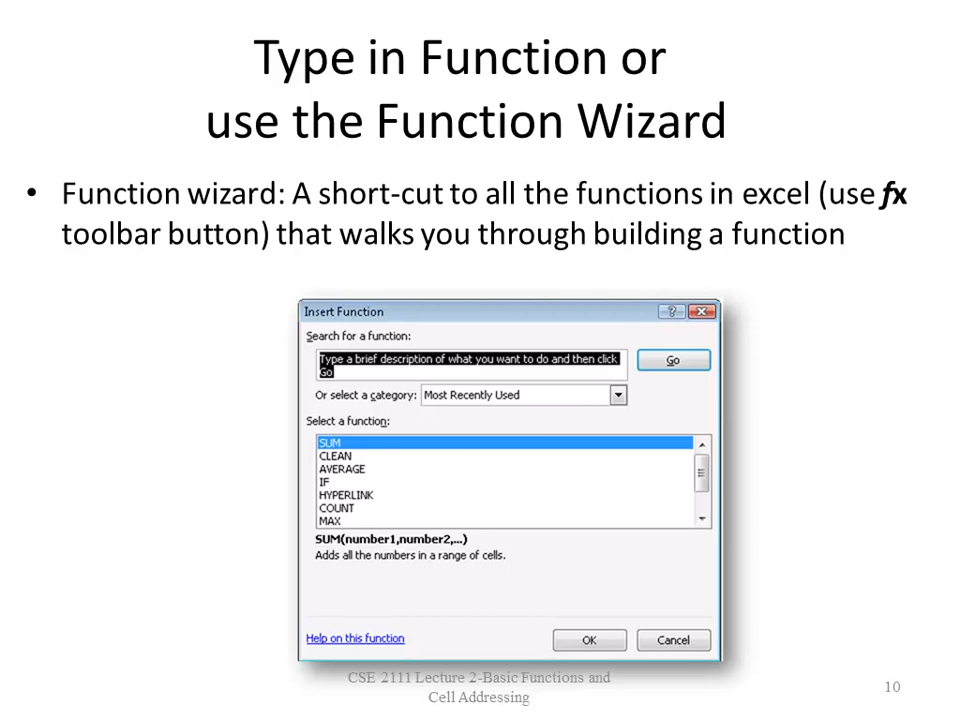 Type in Function or
use the Function Wizard
• Function wizard: A short-cut to all the functions in excel (use fx
toolbar button) that walks you through building a function
Insert Function
Search for a function:
Type a brief description of what you want to do and then click
Go
Go
Or select a category: Most Recently Used
Select a function:
SUM
CLEAN
AVERAGE
IF
HYPERLINK
COUNT
MAX
SUM(number1,number2,...)
Adds all the numbers in a range of cells.
Help on this function
OK
Cancel
CSE 2111 Lecture 2-Basic Functions and
Cell Addressing
10